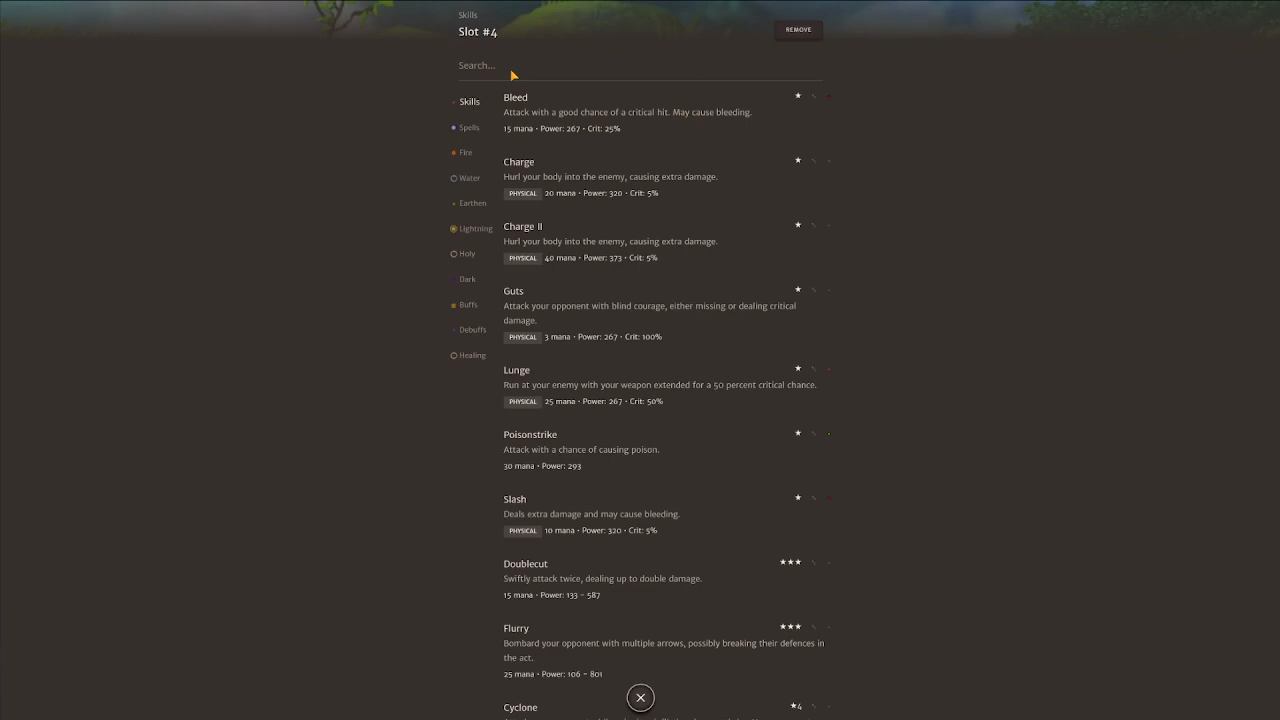 Skills
Slot #4
REMOVE
Search...
Skills
Spells
Fire
Water
Earthen
Lightning
Holy
Dark
Buffs
Debuffs
Healing
Bleed
Attack with a good chance of a critical hit. May cause bleeding.
15 mana • Power: 267 • Crit: 25%
★
Charge
Hurl your body into the enemy, causing extra damage.
PHYSICAL 20 mana • Power: 320 • Crit: 5%
★
Charge II
Hurl your body into the enemy, causing extra damage.
PHYSICAL 40 mana • Power: 373 • Crit: 5%
★
Guts
Attack your opponent with blind courage, either missing or dealing critical
damage.
PHYSICAL 3 mana • Power: 267 • Crit: 100%
★
Lunge
Run at your enemy with your weapon extended for a 50 percent critical chance.
PHYSICAL 25 mana • Power: 267 • Crit: 50%
★
Poisonstrike
Attack with a chance of causing poison.
30 mana • Power: 293
★
Slash
Deals extra damage and may cause bleeding.
PHYSICAL 10 mana • Power: 320 • Crit: 5%
★
Doublecut
Swiftly attack twice, dealing up to double damage.
15 mana • Power: 133 - 587
★★★
Flurry
Bombard your opponent with multiple arrows, possibly breaking their defences in
the act.
25 mana • Power: 106 - 801
★★★
Cyclone
★4